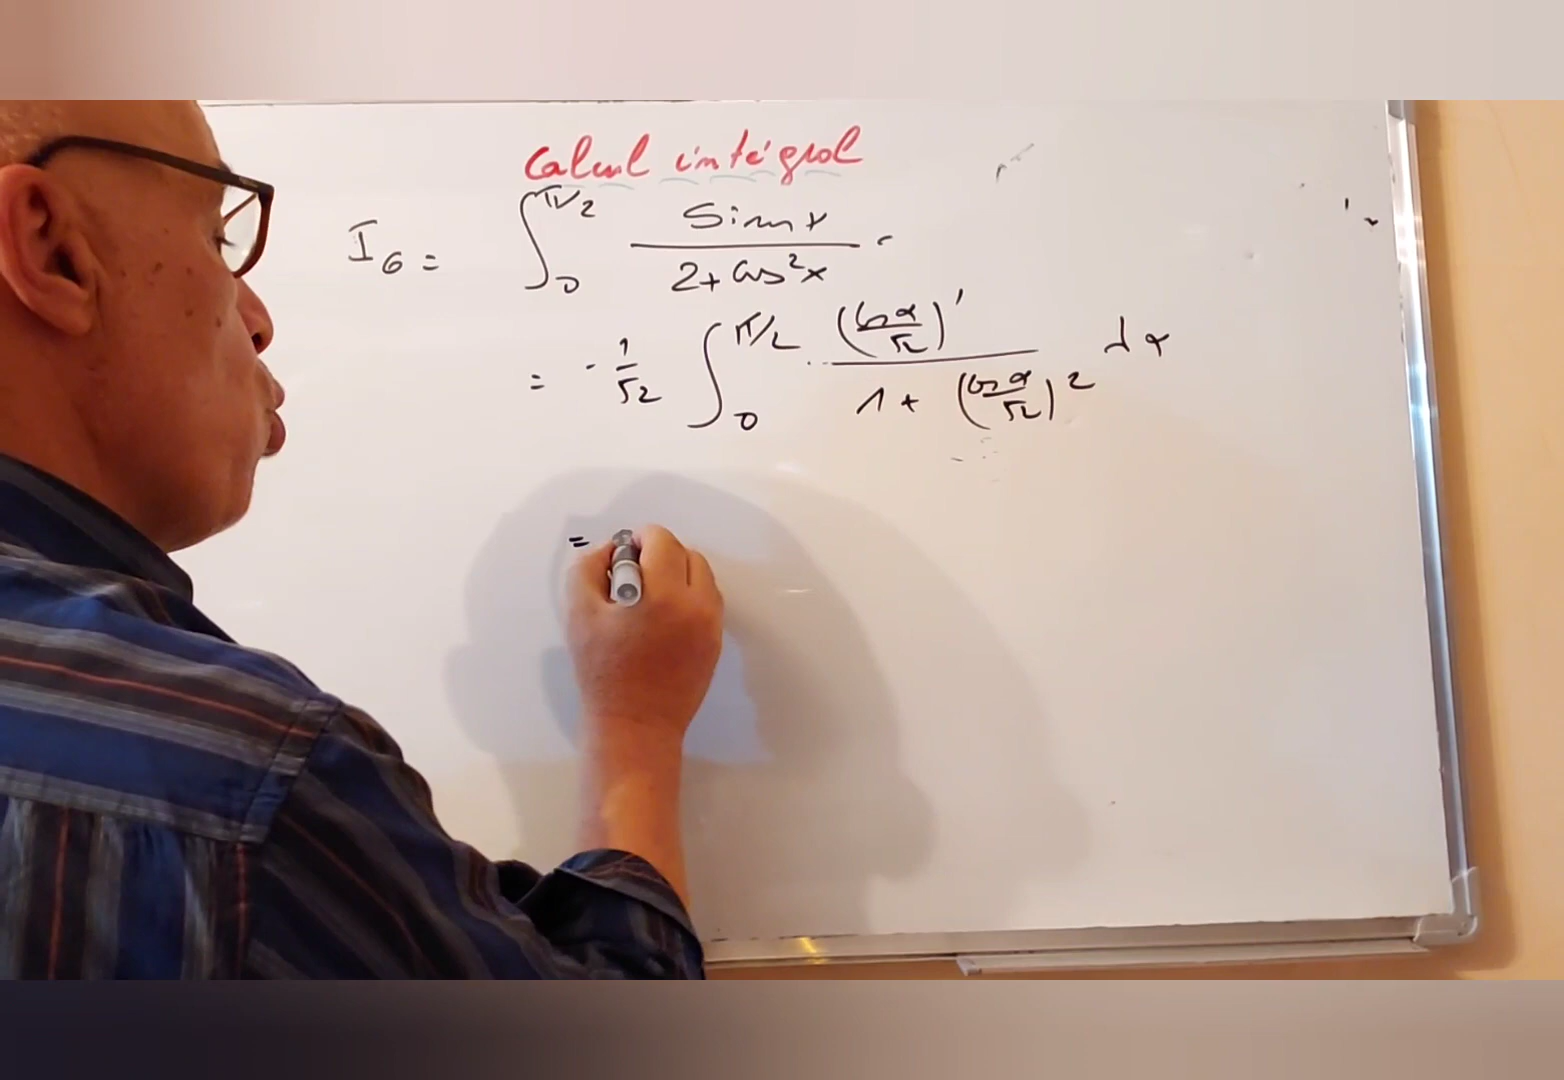 Calcul intégral
I₆ = ∫₀^{π/2} sin x / (2 + cos²x)
= - 1/√2 ∫₀^{π/2} (cos x / √2)' / (1 + (cos x / √2)²) dx
=